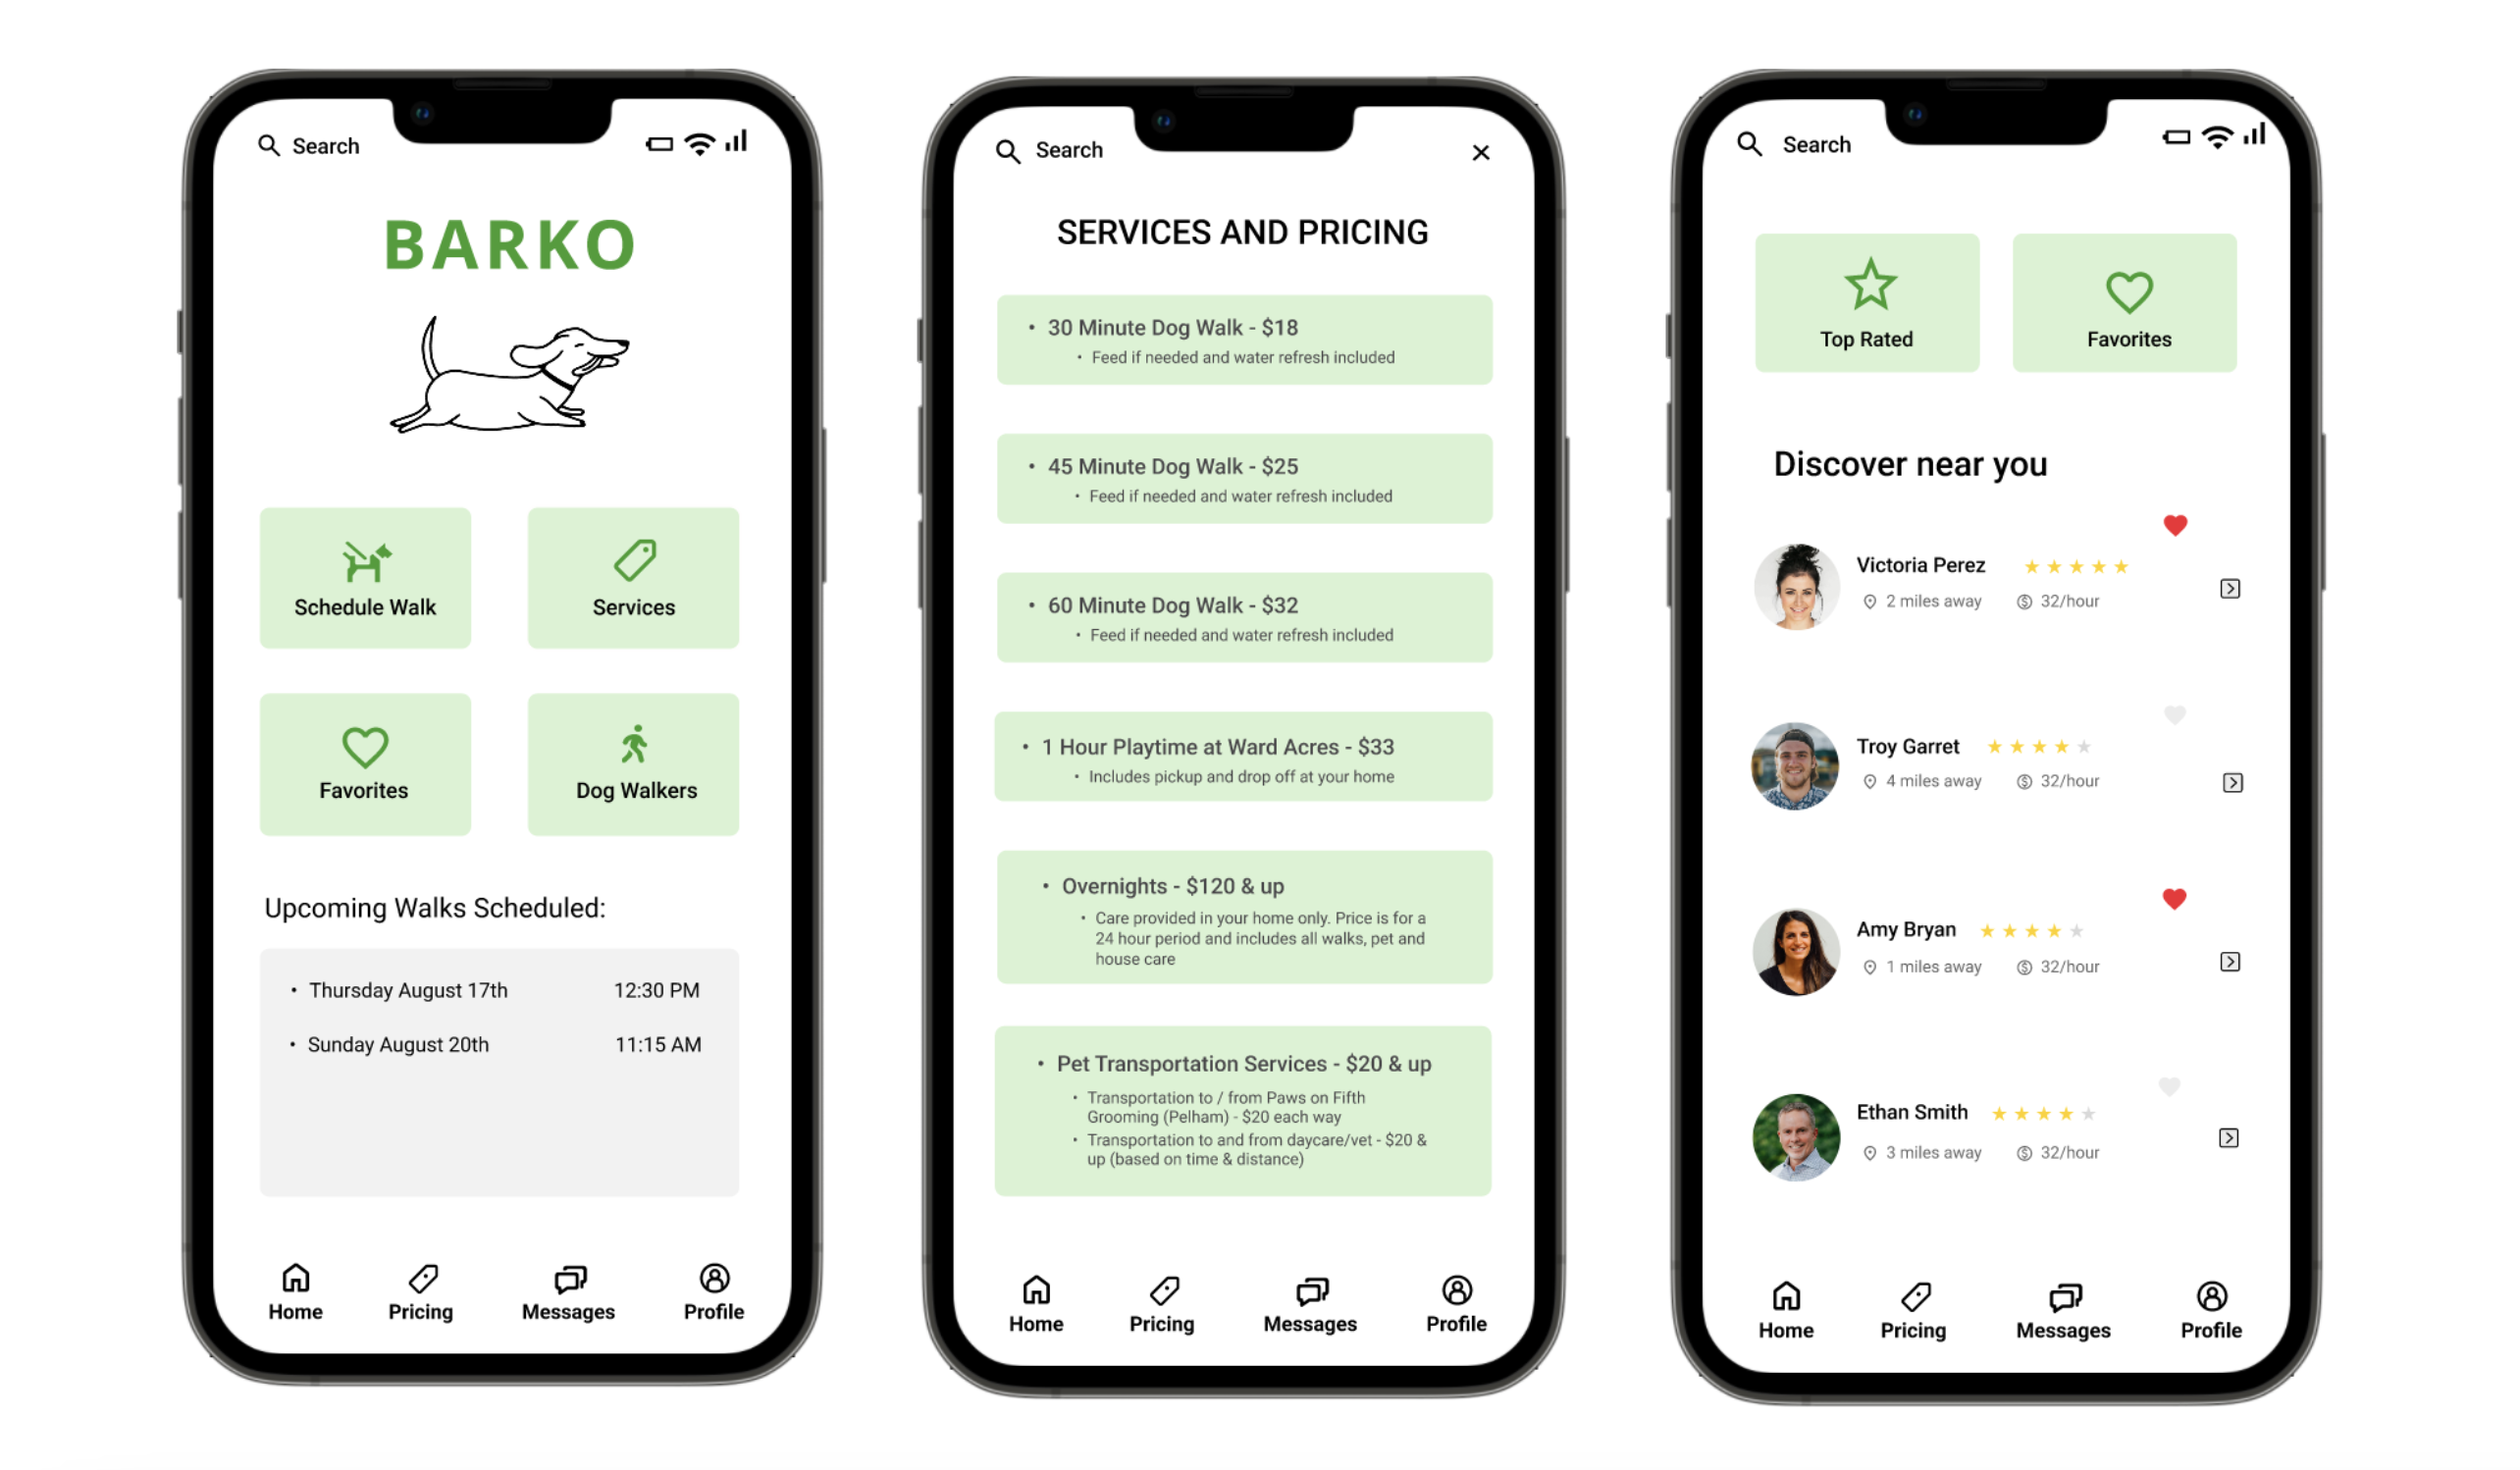 Search
BARKO
Schedule Walk
Services
Favorites
Dog Walkers
Upcoming Walks Scheduled:
• Thursday August 17th 12:30 PM
• Sunday August 20th 11:15 AM
Home Pricing Messages Profile
Search ×
SERVICES AND PRICING
• 30 Minute Dog Walk - $18
• Feed if needed and water refresh included
• 45 Minute Dog Walk - $25
• Feed if needed and water refresh included
• 60 Minute Dog Walk - $32
• Feed if needed and water refresh included
• 1 Hour Playtime at Ward Acres - $33
• Includes pickup and drop off at your home
• Overnights - $120 & up
• Care provided in your home only. Price is for a
24 hour period and includes all walks, pet and
house care
• Pet Transportation Services - $20 & up
• Transportation to / from Paws on Fifth
Grooming (Pelham) - $20 each way
• Transportation to and from daycare/vet - $20 &
up (based on time & distance)
Home Pricing Messages Profile
Search
Top Rated
Favorites
Discover near you
Victoria Perez
2 miles away $ 32/hour
Troy Garret
4 miles away $ 32/hour
Amy Bryan
1 miles away $ 32/hour
Ethan Smith
3 miles away $ 32/hour
Home Pricing Messages Profile